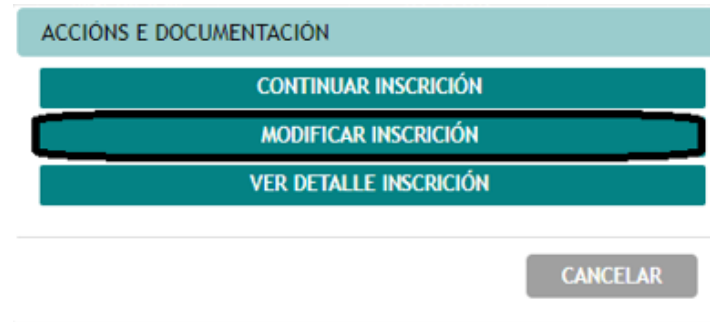 ACCIÓNS E DOCUMENTACIÓN
CONTINUAR INSCRICIÓN
MODIFICAR INSCRICIÓN
VER DETALLE INSCRICIÓN
CANCELAR